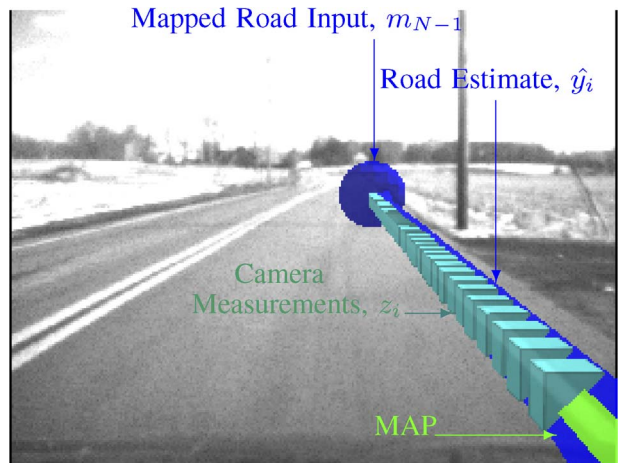 Mapped Road Input, m_{N−1}
Road Estimate, ŷ_i
Camera
Measurements, z_i
MAP